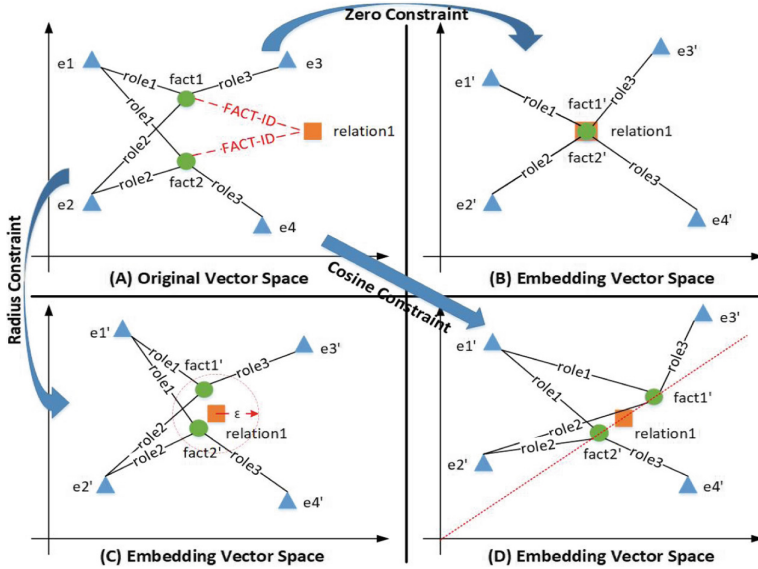 Zero Constraint
e1
role1
fact1
role3
e3
FACT-ID
role1
relation1
FACT-ID
role2
role2
fact2
role3
e2
e4
(A) Original Vector Space
e3'
e1'
role1
fact1'
role3
relation1
role2
fact2'
role3
e2'
e4'
(B) Embedding Vector Space
Radius Constraint
Cosine Constraint
e1'
role1
fact1'
role3
e3'
role1
ε
role2
relation1
role2
fact2'
role3
e2'
e4'
(C) Embedding Vector Space
e3'
e1'
role1
role3
role1
fact1'
relation1
role2
role2
fact2'
role3
e2'
e4'
(D) Embedding Vector Space